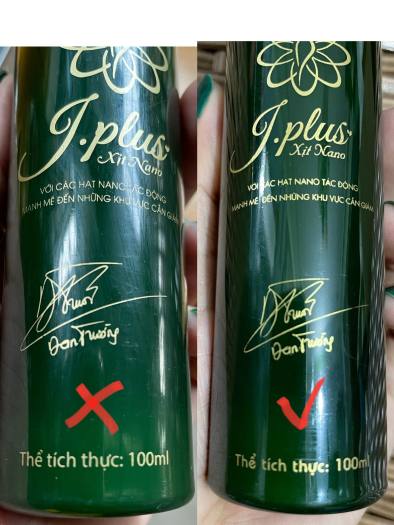 J.plus
Xịt Nano
VỚI CÁC HẠT NANO TÁC ĐỘNG
MẠNH MẼ ĐẾN NHỮNG KHU VỰC CẦN GIẢM
Đan Trường
Thể tích thực: 100ml
J.plus
Xịt Nano
VỚI CÁC HẠT NANO TÁC ĐỘNG
MẠNH MẼ ĐẾN NHỮNG KHU VỰC CẦN GIẢM
Đan Trường
Thể tích thực: 100ml